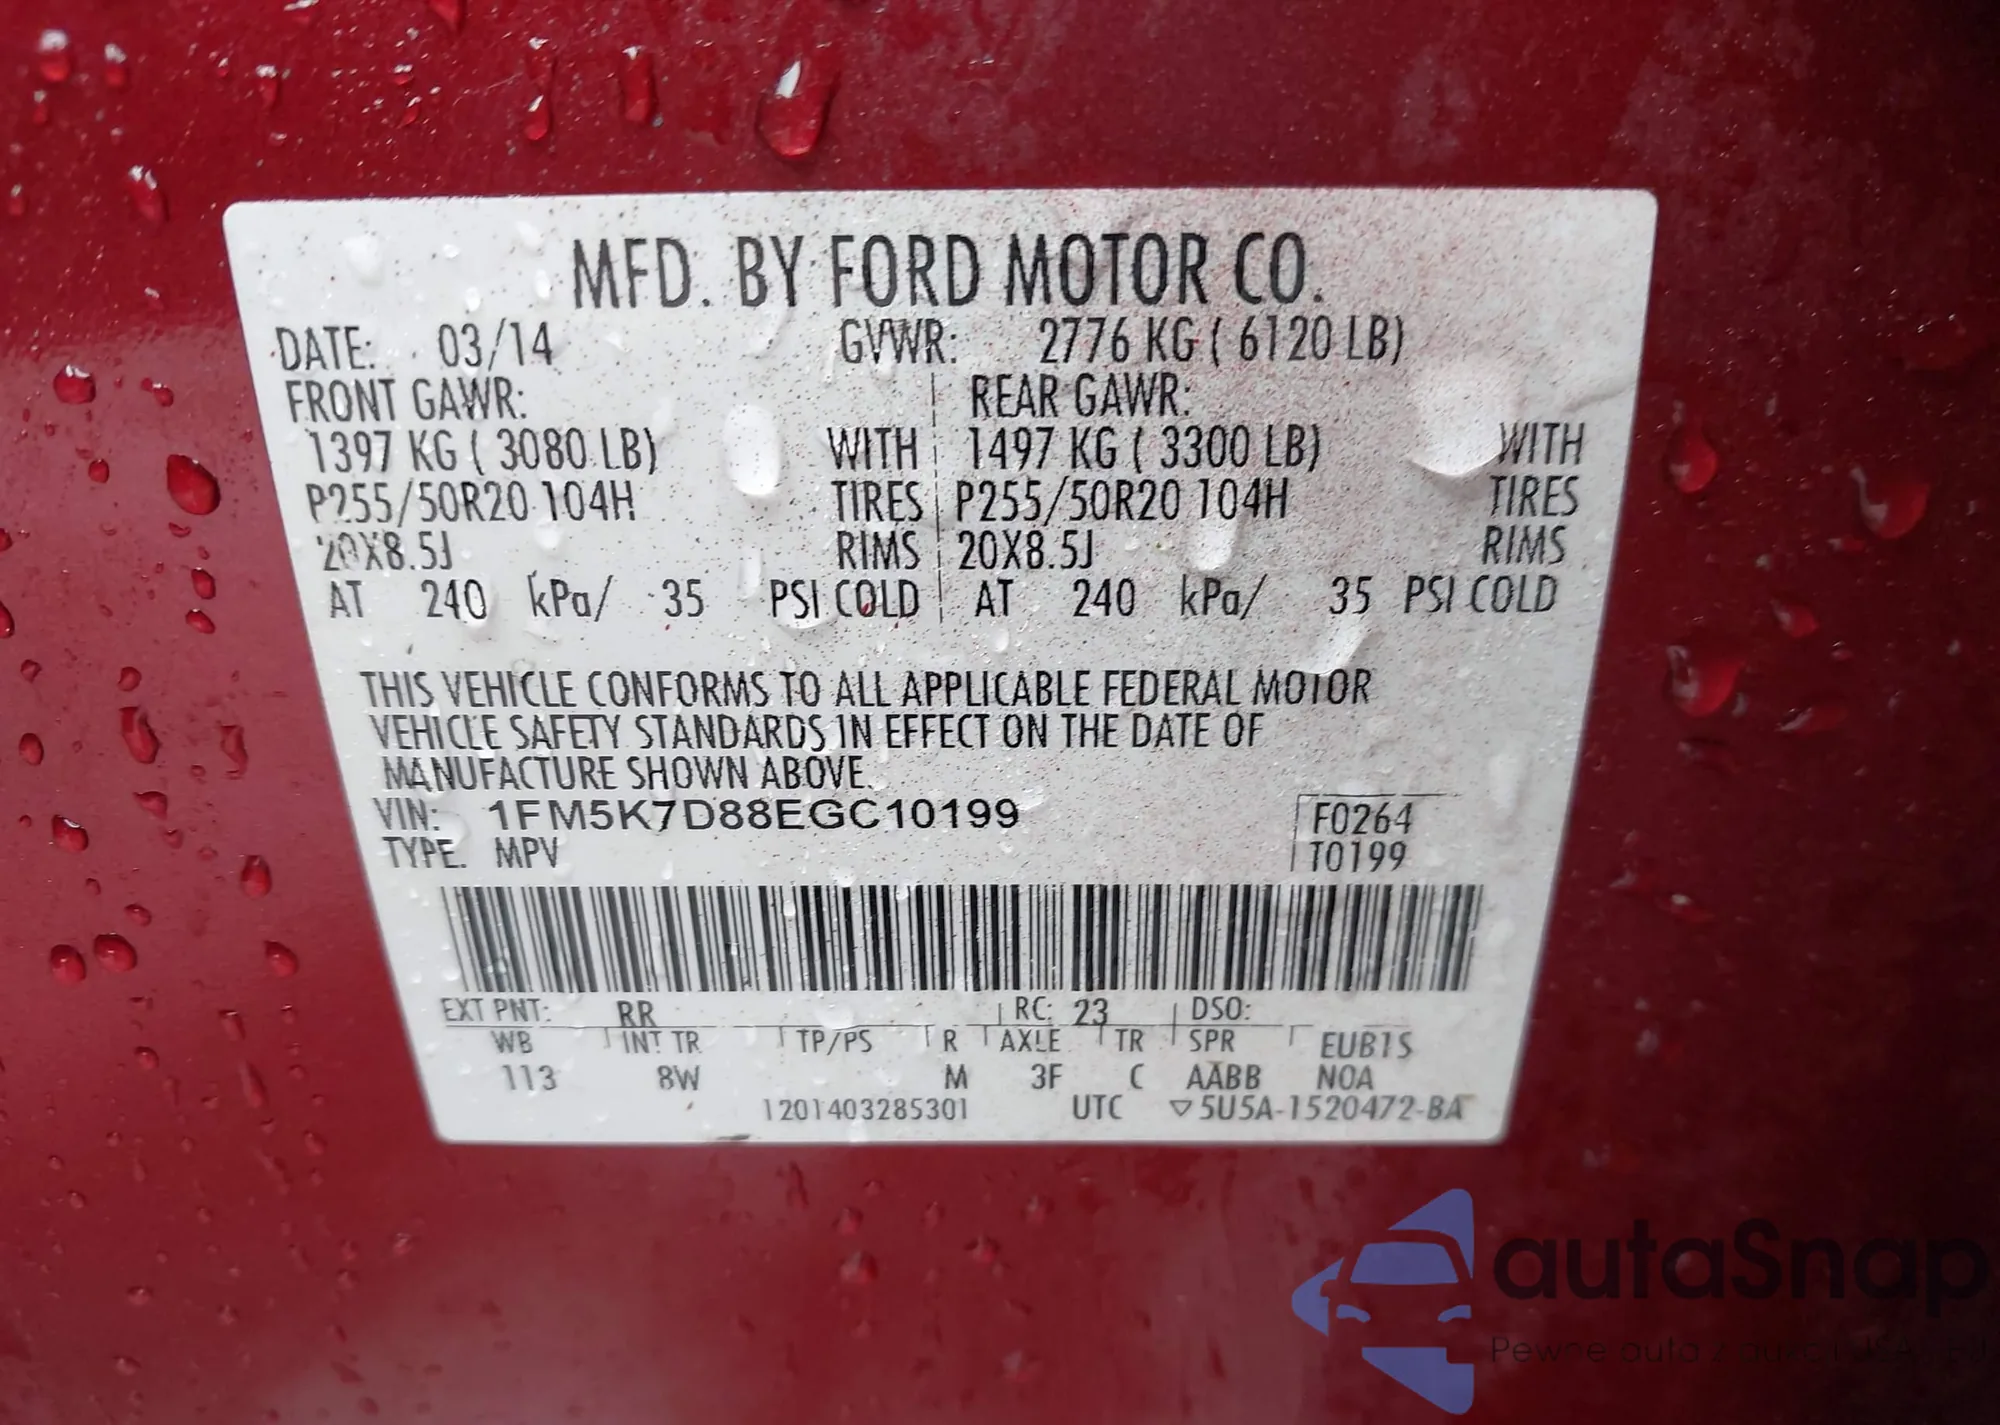 MFD. BY FORD MOTOR CO.
DATE: 03/14 GVWR: 2776 KG ( 6120 LB)
FRONT GAWR: REAR GAWR:
1397 KG ( 3080 LB) WITH 1497 KG ( 3300 LB) WITH
P255/50R20 104H TIRES P255/50R20 104H TIRES
20X8.5J RIMS 20X8.5J RIMS
AT 240 kPa/ 35 PSI COLD AT 240 kPa/ 35 PSI COLD
THIS VEHICLE CONFORMS TO ALL APPLICABLE FEDERAL MOTOR
VEHICLE SAFETY STANDARDS IN EFFECT ON THE DATE OF
MANUFACTURE SHOWN ABOVE.
VIN: 1FM5K7D88EGC10199 F0264
TYPE: MPV T0199
EXT PNT: RR RC: 23 DSO:
WB INT TR TP/PS R AXLE TR SPR EUB1S
113 8W M 3F C AABB NOA
1201403285301 UTC ▽5U5A-1520472-BA
autoSnap
Pewne auto z